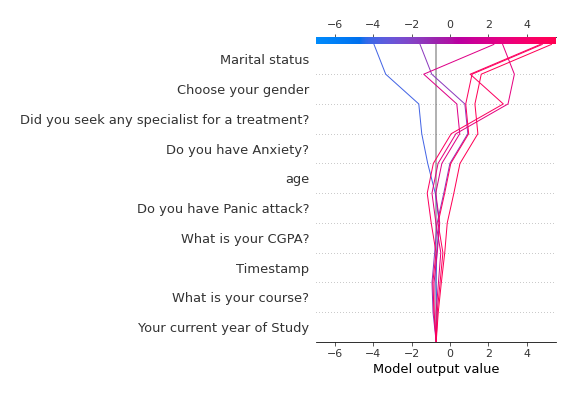 −6 −4 −2 0 2 4
Marital status
Choose your gender
Did you seek any specialist for a treatment?
Do you have Anxiety?
age
Do you have Panic attack?
What is your CGPA?
Timestamp
What is your course?
Your current year of Study
−6 −4 −2 0 2 4
Model output value